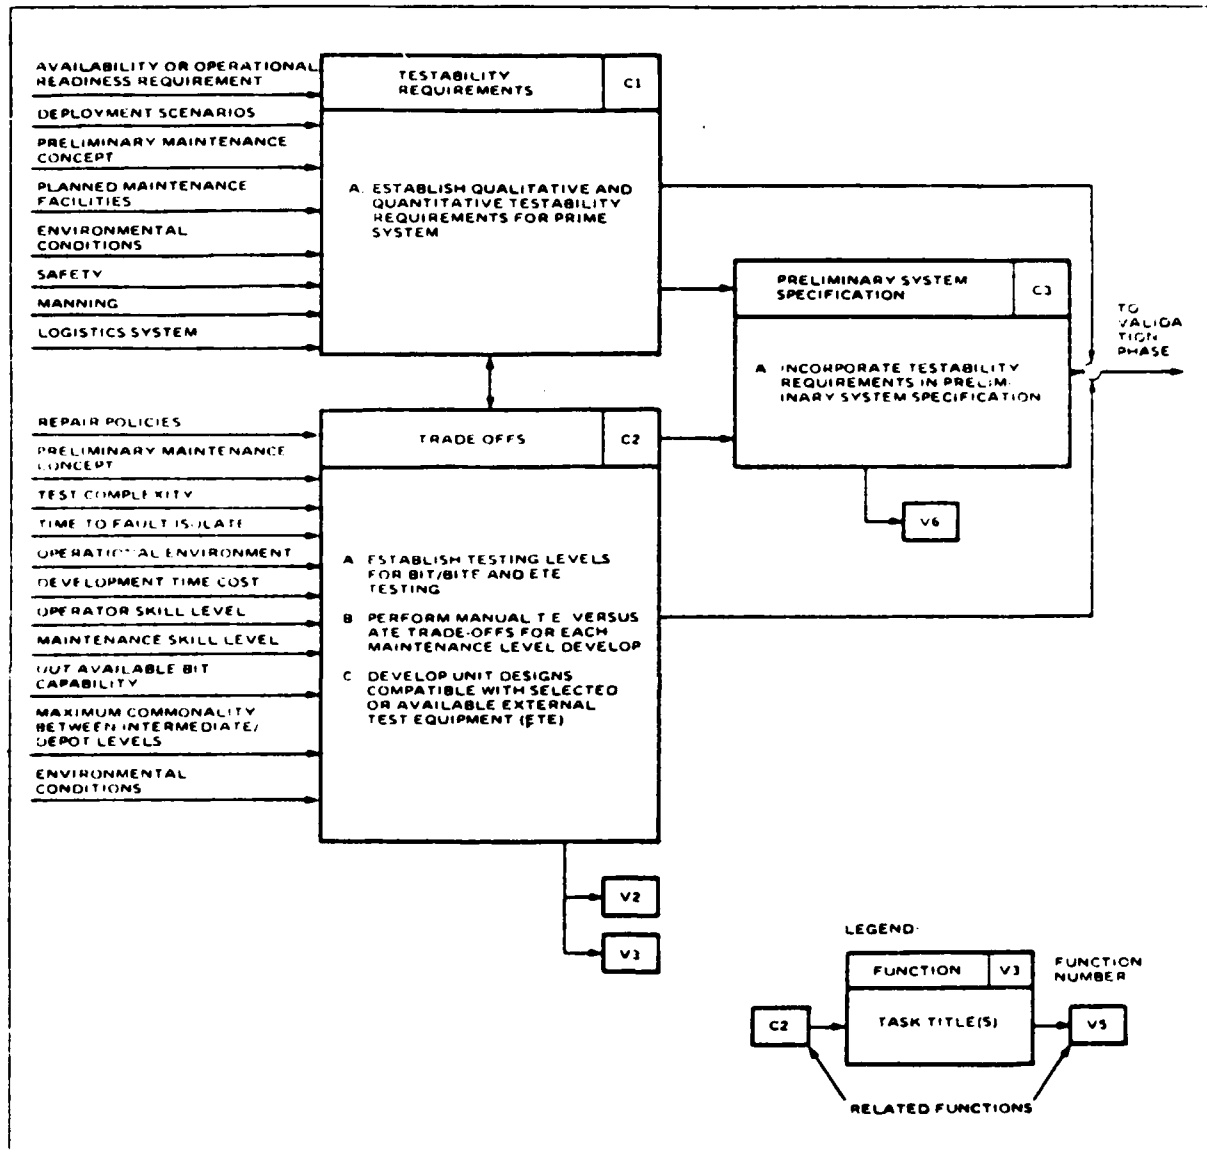 AVAILABILITY OR OPERATIONAL
READINESS REQUIREMENT
DEPLOYMENT SCENARIOS
PRELIMINARY MAINTENANCE
CONCEPT
PLANNED MAINTENANCE
FACILITIES
ENVIRONMENTAL
CONDITIONS
SAFETY
MANNING
LOGISTICS SYSTEM
TESTABILITY
REQUIREMENTS
C1
A. ESTABLISH QUALITATIVE AND
QUANTITATIVE TESTABILITY
REQUIREMENTS FOR PRIME
SYSTEM
PRELIMINARY SYSTEM
SPECIFICATION
C3
A INCORPORATE TESTABILITY
REQUIREMENTS IN PRELIM-
INARY SYSTEM SPECIFICATION
TO
VALIDA
TION
PHASE
V6
REPAIR POLICIES
PRELIMINARY MAINTENANCE
CONCEPT
TEST COMPLEXITY
TIME TO FAULT ISOLATE
OPERATIONAL ENVIRONMENT
DEVELOPMENT TIME COST
OPERATOR SKILL LEVEL
MAINTENANCE SKILL LEVEL
UUT AVAILABLE BIT
CAPABILITY
MAXIMUM COMMONALITY
BETWEEN INTERMEDIATE/
DEPOT LEVELS
ENVIRONMENTAL
CONDITIONS
TRADE OFFS
C2
A ESTABLISH TESTING LEVELS
FOR BIT/BITE AND ETE
TESTING
B PERFORM MANUAL T.E. VERSUS
ATE TRADE-OFFS FOR EACH
MAINTENANCE LEVEL DEVELOP
C DEVELOP UNIT DESIGNS
COMPATIBLE WITH SELECTED
OR AVAILABLE EXTERNAL
TEST EQUIPMENT (ETE)
V2
V3
LEGEND:
FUNCTION
V3
FUNCTION
NUMBER
C2
TASK TITLE(S)
V5
RELATED FUNCTIONS